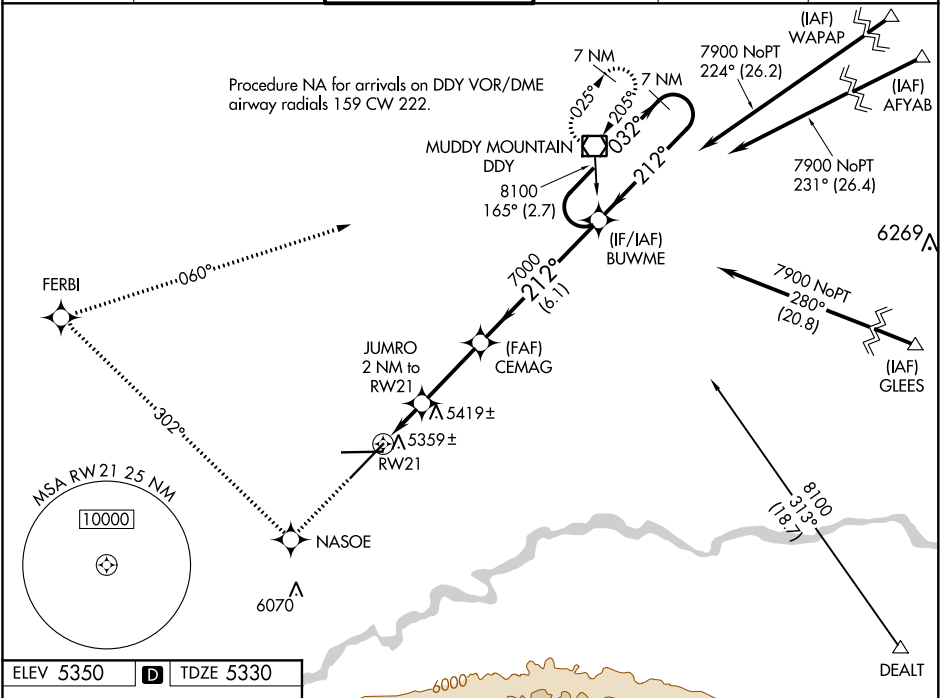 (IAF)
WAPAP
7900 NoPT
224° (26.2)
(IAF)
AFYAB
7900 NoPT
231° (26.4)
Procedure NA for arrivals on DDY VOR/DME
airway radials 159 CW 222.
7 NM
7 NM
025°
205°
032°
212°
MUDDY MOUNTAIN
DDY
8100
165° (2.7)
(IF/IAF)
BUWME
6269
7000
212°
(6.1)
7900 NoPT
280°
(20.8)
(IAF)
GLEES
FERBI
060°
302°
(FAF)
CEMAG
JUMRO
2 NM to
RW21
5419±
5359±
RW21
8100
313°
(18.7)
MSA RW21 25 NM
10000
NASOE
6070
DEALT
ELEV 5350 D TDZE 5330
6000